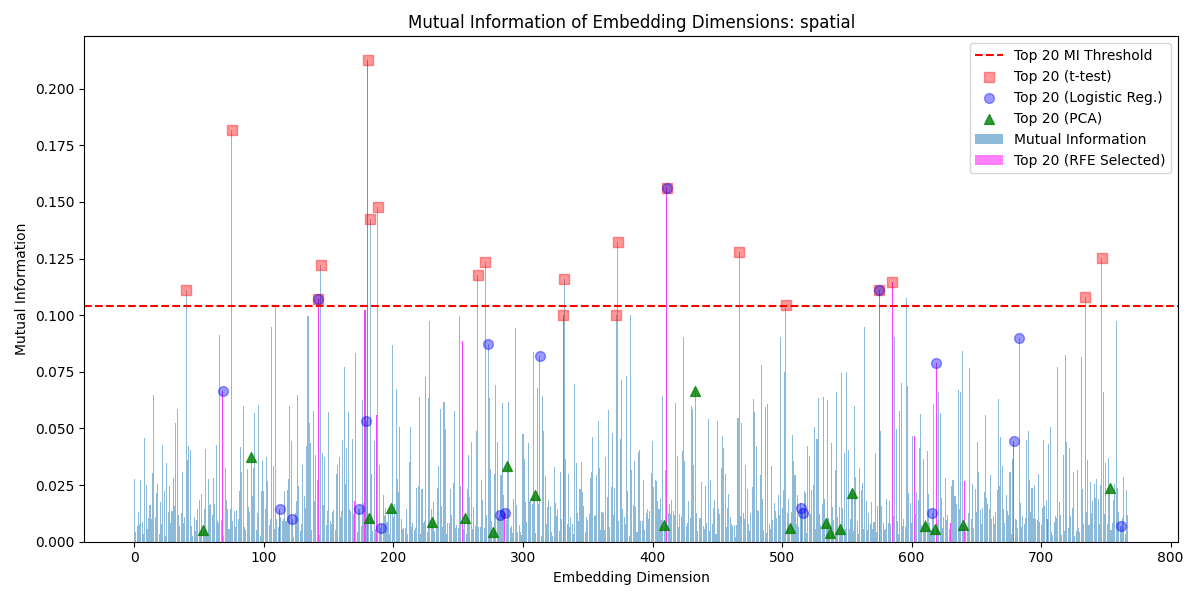 Mutual Information of Embedding Dimensions: spatial
Top 20 MI Threshold
Top 20 (t-test)
Top 20 (Logistic Reg.)
Top 20 (PCA)
Mutual Information
Top 20 (RFE Selected)
Mutual Information
0.200
0.175
0.150
0.125
0.100
0.075
0.050
0.025
0.000
0 100 200 300 400 500 600 700 800
Embedding Dimension